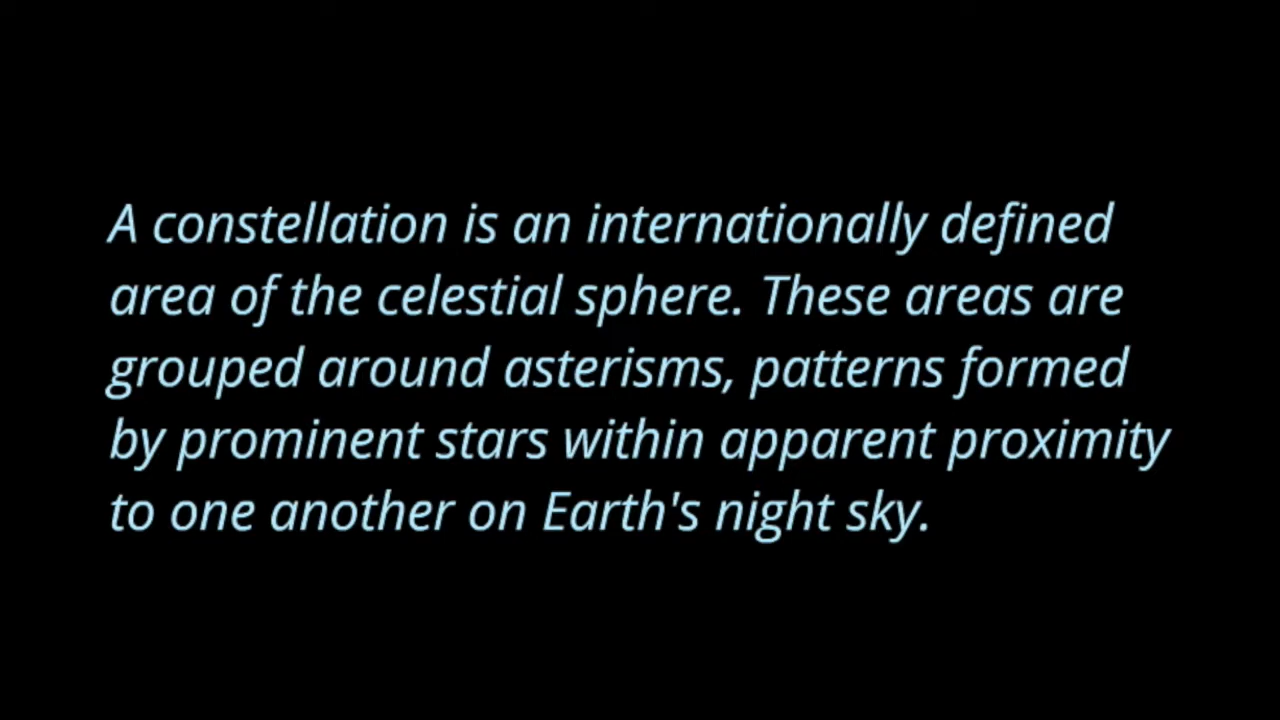 A constellation is an internationally defined
area of the celestial sphere. These areas are
grouped around asterisms, patterns formed
by prominent stars within apparent proximity
to one another on Earth's night sky.